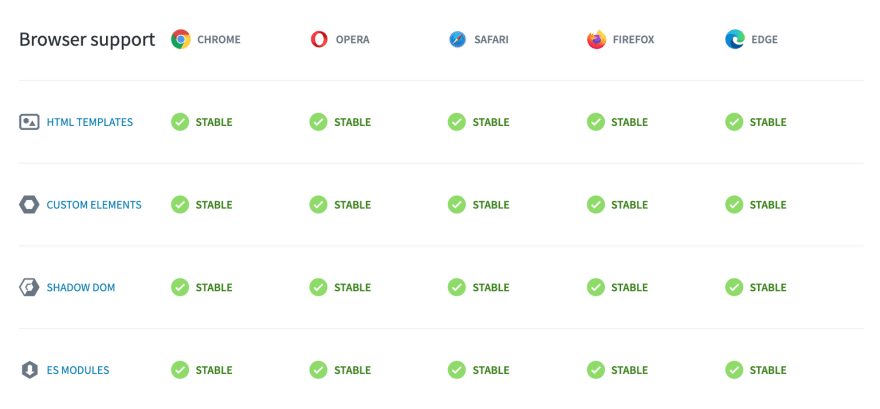 Browser support CHROME OPERA SAFARI FIREFOX EDGE
HTML TEMPLATES STABLE STABLE STABLE STABLE STABLE
CUSTOM ELEMENTS STABLE STABLE STABLE STABLE STABLE
SHADOW DOM STABLE STABLE STABLE STABLE STABLE
ES MODULES STABLE STABLE STABLE STABLE STABLE